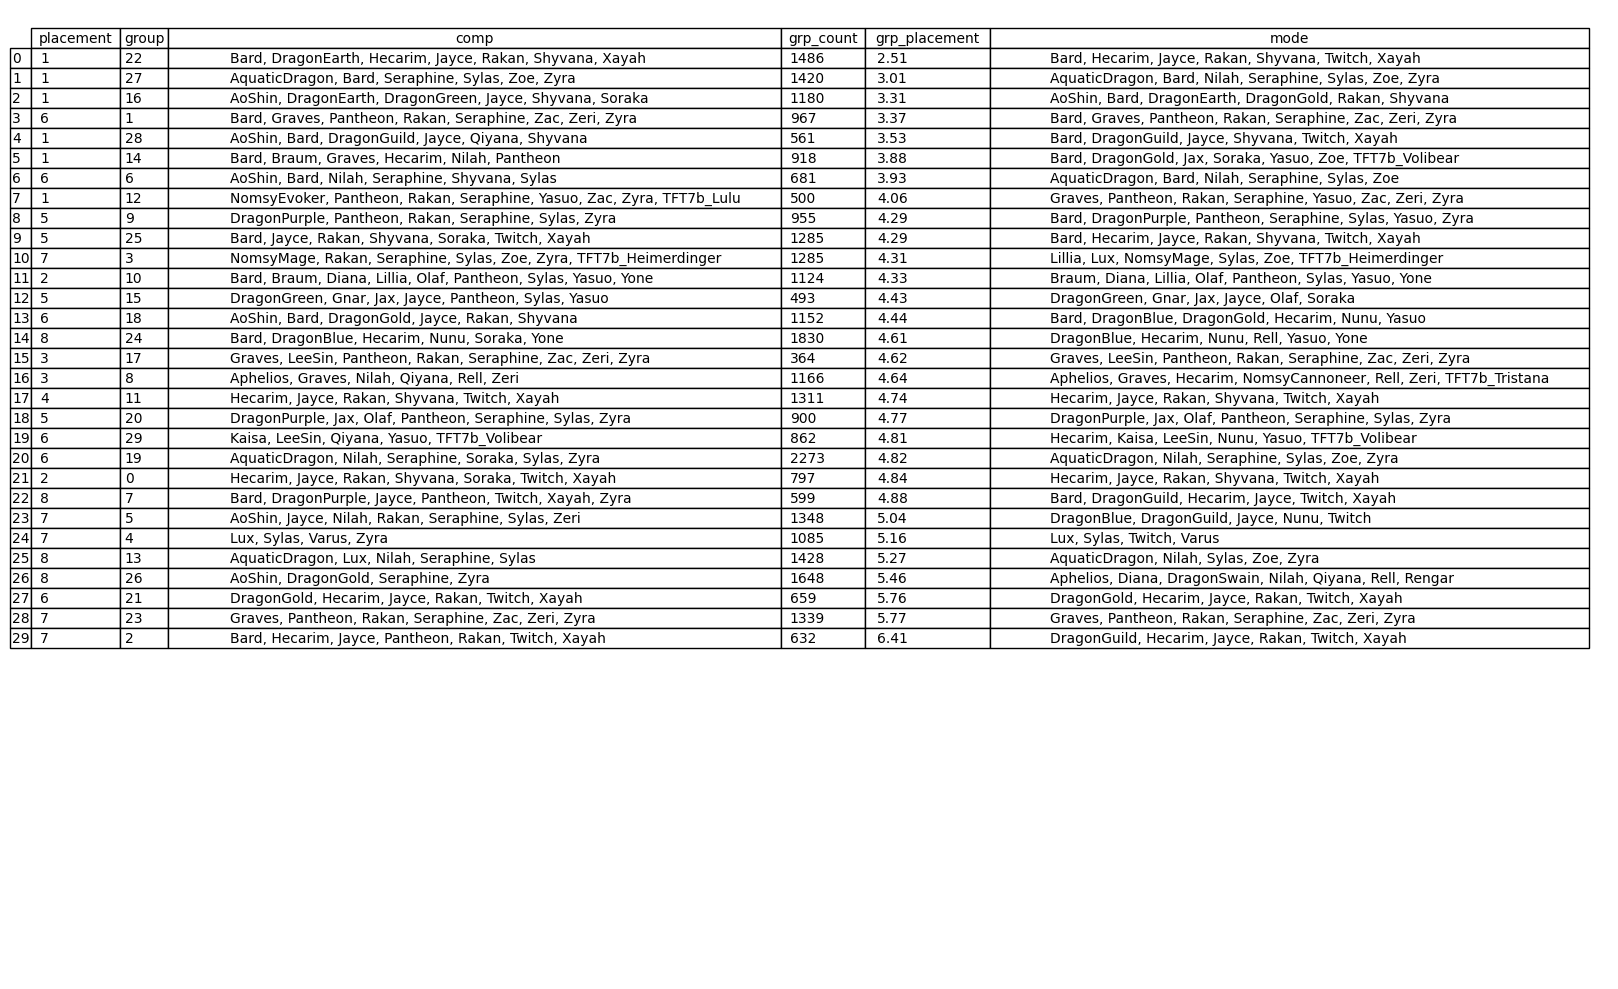 placement group comp grp_count grp_placement mode
0 1 22 Bard, DragonEarth, Hecarim, Jayce, Rakan, Shyvana, Xayah 1486 2.51 Bard, Hecarim, Jayce, Rakan, Shyvana, Twitch, Xayah
1 1 27 AquaticDragon, Bard, Seraphine, Sylas, Zoe, Zyra 1420 3.01 AquaticDragon, Bard, Nilah, Seraphine, Sylas, Zoe, Zyra
2 1 16 AoShin, DragonEarth, DragonGreen, Jayce, Shyvana, Soraka 1180 3.31 AoShin, Bard, DragonEarth, DragonGold, Rakan, Shyvana
3 6 1 Bard, Graves, Pantheon, Rakan, Seraphine, Zac, Zeri, Zyra 967 3.37 Bard, Graves, Pantheon, Rakan, Seraphine, Zac, Zeri, Zyra
4 1 28 AoShin, Bard, DragonGuild, Jayce, Qiyana, Shyvana 561 3.53 Bard, DragonGuild, Jayce, Shyvana, Twitch, Xayah
5 1 14 Bard, Braum, Graves, Hecarim, Nilah, Pantheon 918 3.88 Bard, DragonGold, Jax, Soraka, Yasuo, Zoe, TFT7b_Volibear
6 6 6 AoShin, Bard, Nilah, Seraphine, Shyvana, Sylas 681 3.93 AquaticDragon, Bard, Nilah, Seraphine, Sylas, Zoe
7 1 12 NomsyEvoker, Pantheon, Rakan, Seraphine, Yasuo, Zac, Zyra, TFT7b_Lulu 500 4.06 Graves, Pantheon, Rakan, Seraphine, Yasuo, Zac, Zeri, Zyra
8 5 9 DragonPurple, Pantheon, Rakan, Seraphine, Sylas, Zyra 955 4.29 Bard, DragonPurple, Pantheon, Seraphine, Sylas, Yasuo, Zyra
9 5 25 Bard, Jayce, Rakan, Shyvana, Soraka, Twitch, Xayah 1285 4.29 Bard, Hecarim, Jayce, Rakan, Shyvana, Twitch, Xayah
10 7 3 NomsyMage, Rakan, Seraphine, Sylas, Zoe, Zyra, TFT7b_Heimerdinger 1285 4.31 Lillia, Lux, NomsyMage, Sylas, Zoe, TFT7b_Heimerdinger
11 2 10 Bard, Braum, Diana, Lillia, Olaf, Pantheon, Sylas, Yasuo, Yone 1124 4.33 Braum, Diana, Lillia, Olaf, Pantheon, Sylas, Yasuo, Yone
12 5 15 DragonGreen, Gnar, Jax, Jayce, Pantheon, Sylas, Yasuo 493 4.43 DragonGreen, Gnar, Jax, Jayce, Olaf, Soraka
13 6 18 AoShin, Bard, DragonGold, Jayce, Rakan, Shyvana 1152 4.44 Bard, DragonBlue, DragonGold, Hecarim, Nunu, Yasuo
14 8 24 Bard, DragonBlue, Hecarim, Nunu, Soraka, Yone 1830 4.61 DragonBlue, Hecarim, Nunu, Rell, Yasuo, Yone
15 3 17 Graves, LeeSin, Pantheon, Rakan, Seraphine, Zac, Zeri, Zyra 364 4.62 Graves, LeeSin, Pantheon, Rakan, Seraphine, Zac, Zeri, Zyra
16 3 8 Aphelios, Graves, Nilah, Qiyana, Rell, Zeri 1166 4.64 Aphelios, Graves, Hecarim, NomsyCannoneer, Rell, Zeri, TFT7b_Tristana
17 4 11 Hecarim, Jayce, Rakan, Shyvana, Twitch, Xayah 1311 4.74 Hecarim, Jayce, Rakan, Shyvana, Twitch, Xayah
18 5 20 DragonPurple, Jax, Olaf, Pantheon, Seraphine, Sylas, Zyra 900 4.77 DragonPurple, Jax, Olaf, Pantheon, Seraphine, Sylas, Zyra
19 6 29 Kaisa, LeeSin, Qiyana, Yasuo, TFT7b_Volibear 862 4.81 Hecarim, Kaisa, LeeSin, Nunu, Yasuo, TFT7b_Volibear
20 6 19 AquaticDragon, Nilah, Seraphine, Soraka, Sylas, Zyra 2273 4.82 AquaticDragon, Nilah, Seraphine, Sylas, Zoe, Zyra
21 2 0 Hecarim, Jayce, Rakan, Shyvana, Soraka, Twitch, Xayah 797 4.84 Hecarim, Jayce, Rakan, Shyvana, Twitch, Xayah
22 8 7 Bard, DragonPurple, Jayce, Pantheon, Twitch, Xayah, Zyra 599 4.88 Bard, DragonGuild, Hecarim, Jayce, Twitch, Xayah
23 7 5 AoShin, Jayce, Nilah, Rakan, Seraphine, Sylas, Zeri 1348 5.04 DragonBlue, DragonGuild, Jayce, Nunu, Twitch
24 7 4 Lux, Sylas, Varus, Zyra 1085 5.16 Lux, Sylas, Twitch, Varus
25 8 13 AquaticDragon, Lux, Nilah, Seraphine, Sylas 1428 5.27 AquaticDragon, Nilah, Sylas, Zoe, Zyra
26 8 26 AoShin, DragonGold, Seraphine, Zyra 1648 5.46 Aphelios, Diana, DragonSwain, Nilah, Qiyana, Rell, Rengar
27 6 21 DragonGold, Hecarim, Jayce, Rakan, Twitch, Xayah 659 5.76 DragonGold, Hecarim, Jayce, Rakan, Twitch, Xayah
28 7 23 Graves, Pantheon, Rakan, Seraphine, Zac, Zeri, Zyra 1339 5.77 Graves, Pantheon, Rakan, Seraphine, Zac, Zeri, Zyra
29 7 2 Bard, Hecarim, Jayce, Pantheon, Rakan, Twitch, Xayah 632 6.41 DragonGuild, Hecarim, Jayce, Rakan, Twitch, Xayah